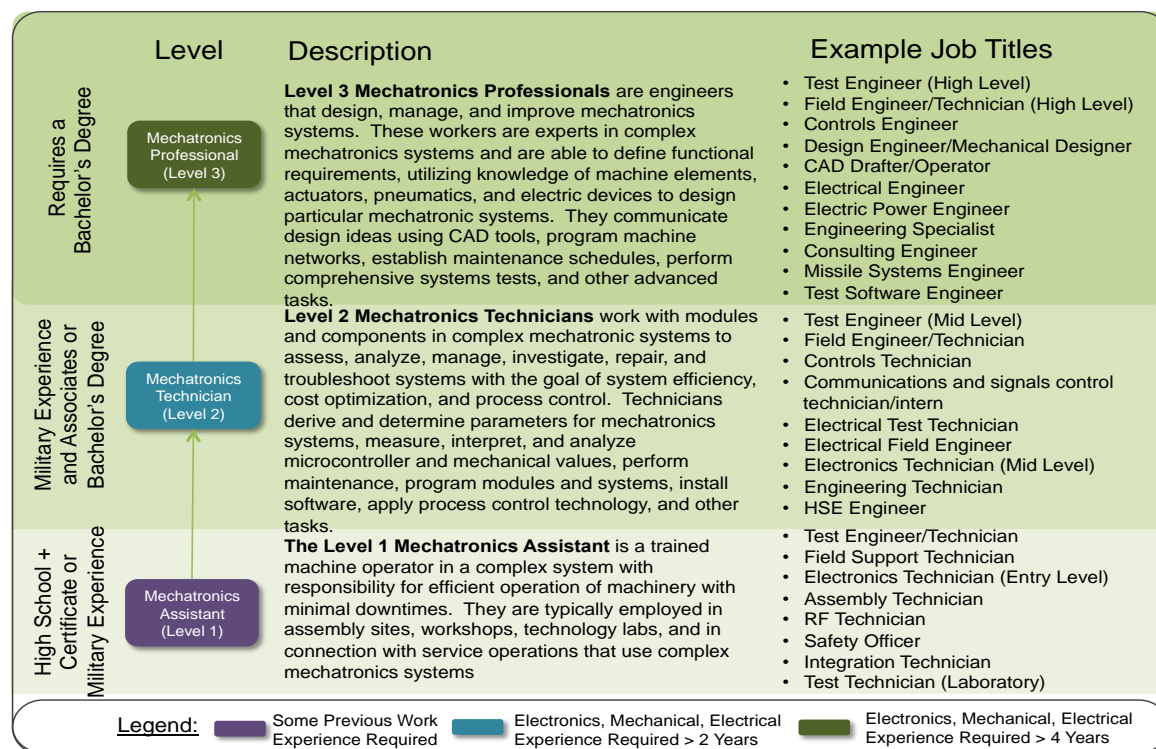 Level
Description
Example Job Titles
Requires a
Bachelor's Degree
Mechatronics
Professional
(Level 3)
Level 3 Mechatronics Professionals are engineers
that design, manage, and improve mechatronics
systems. These workers are experts in complex
mechatronics systems and are able to define functional
requirements, utilizing knowledge of machine elements,
actuators, pneumatics, and electric devices to design
particular mechatronic systems. They communicate
design ideas using CAD tools, program machine
networks, establish maintenance schedules, perform
comprehensive systems tests, and other advanced
tasks.
• Test Engineer (High Level)
• Field Engineer/Technician (High Level)
• Controls Engineer
• Design Engineer/Mechanical Designer
• CAD Drafter/Operator
• Electrical Engineer
• Electric Power Engineer
• Engineering Specialist
• Consulting Engineer
• Missile Systems Engineer
• Test Software Engineer
Military Experience
and Associates or
Bachelor's Degree
Mechatronics
Technician
(Level 2)
Level 2 Mechatronics Technicians work with modules
and components in complex mechatronic systems to
assess, analyze, manage, investigate, repair, and
troubleshoot systems with the goal of system efficiency,
cost optimization, and process control. Technicians
derive and determine parameters for mechatronics
systems, measure, interpret, and analyze
microcontroller and mechanical values, perform
maintenance, program modules and systems, install
software, apply process control technology, and other
tasks.
• Test Engineer (Mid Level)
• Field Engineer/Technician
• Controls Technician
• Communications and signals control
technician/intern
• Electrical Test Technician
• Electrical Field Engineer
• Electronics Technician (Mid Level)
• Engineering Technician
• HSE Engineer
High School +
Certificate or
Military Experience
Mechatronics
Assistant
(Level 1)
The Level 1 Mechatronics Assistant is a trained
machine operator in a complex system with
responsibility for efficient operation of machinery with
minimal downtimes. They are typically employed in
assembly sites, workshops, technology labs, and in
connection with service operations that use complex
mechatronics systems
• Test Engineer/Technician
• Field Support Technician
• Electronics Technician (Entry Level)
• Assembly Technician
• RF Technician
• Safety Officer
• Integration Technician
• Test Technician (Laboratory)
Legend:
Some Previous Work
Experience Required
Electronics, Mechanical, Electrical
Experience Required > 2 Years
Electronics, Mechanical, Electrical
Experience Required > 4 Years